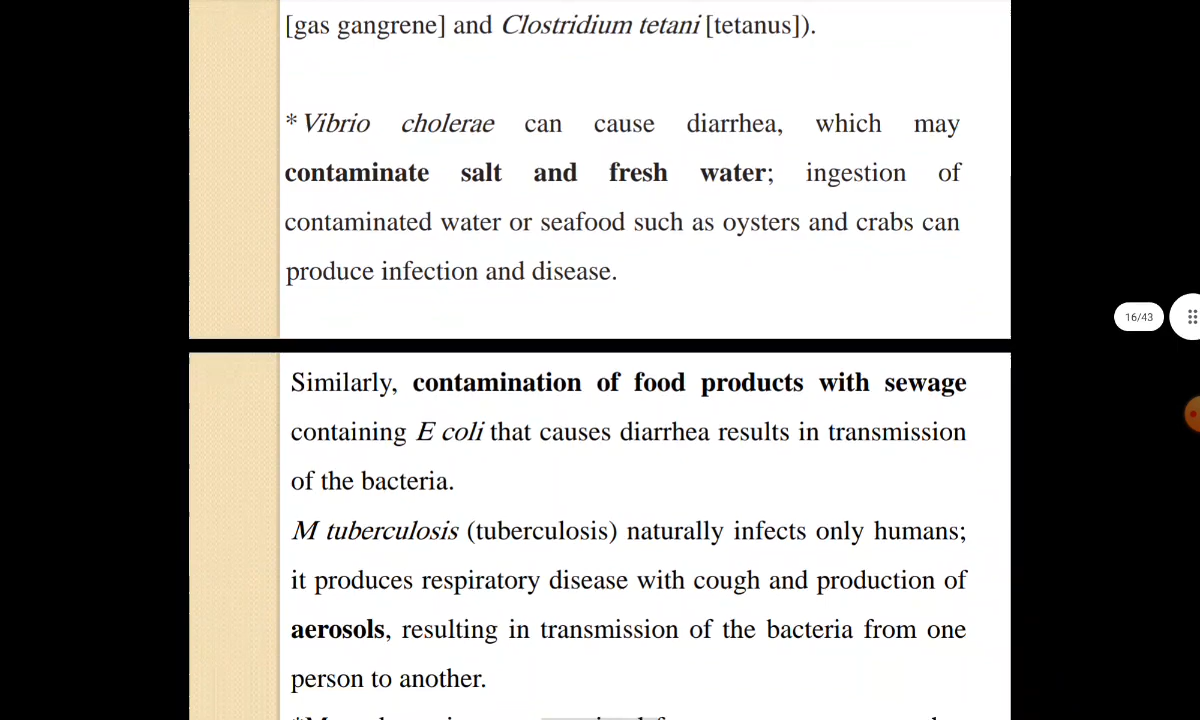 [gas gangrene] and Clostridium tetani [tetanus]).
* Vibrio cholerae can cause diarrhea, which may
contaminate salt and fresh water; ingestion of
contaminated water or seafood such as oysters and crabs can
produce infection and disease.
16/43
Similarly, contamination of food products with sewage
containing E coli that causes diarrhea results in transmission
of the bacteria.
M tuberculosis (tuberculosis) naturally infects only humans;
it produces respiratory disease with cough and production of
aerosols, resulting in transmission of the bacteria from one
person to another.